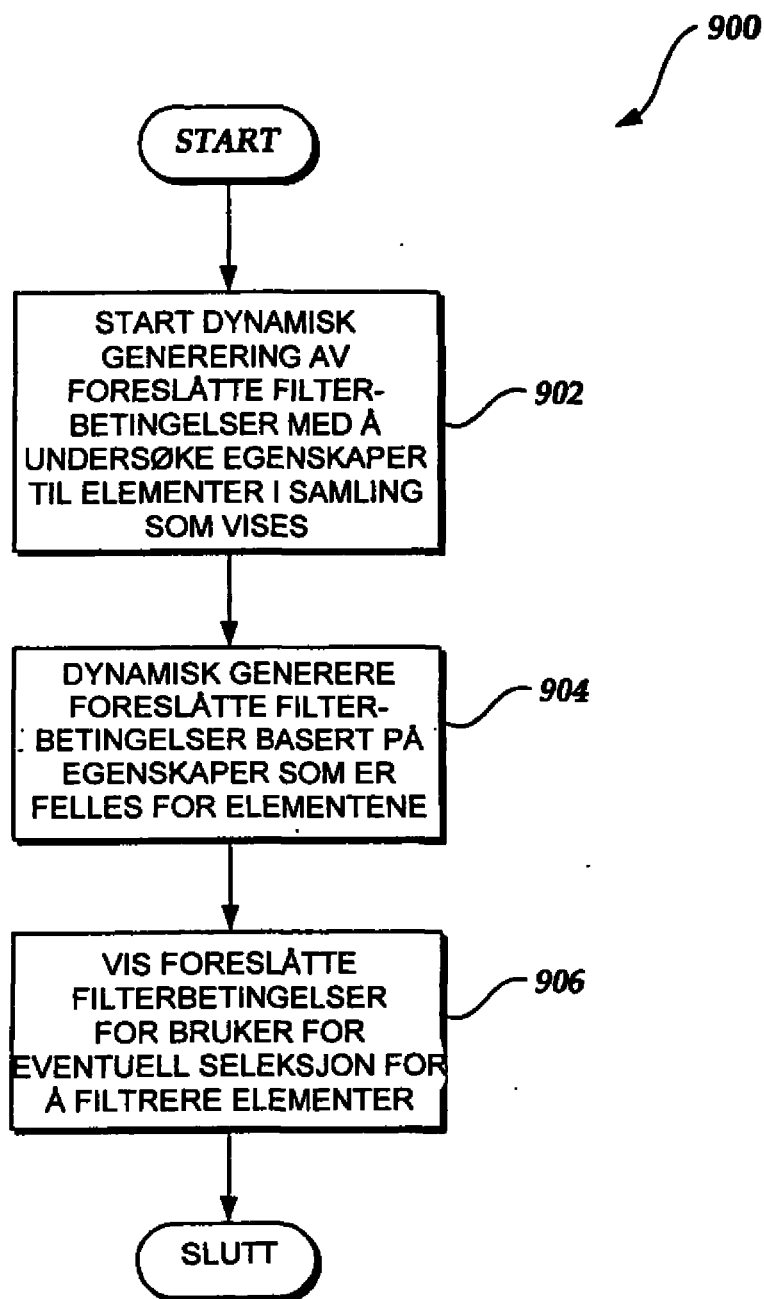 900
START
START DYNAMISK
GENERERING AV
FORESLÅTTE FILTER-
BETINGELSER MED Å
UNDERSØKE EGENSKAPER
TIL ELEMENTER I SAMLING
SOM VISES
902
DYNAMISK GENERERE
FORESLÅTTE FILTER-
BETINGELSER BASERT PÅ
EGENSKAPER SOM ER
FELLES FOR ELEMENTENE
904
VIS FORESLÅTTE
FILTERBETINGELSER
FOR BRUKER FOR
EVENTUELL SELEKSJON FOR
Å FILTRERE ELEMENTER
906
SLUTT